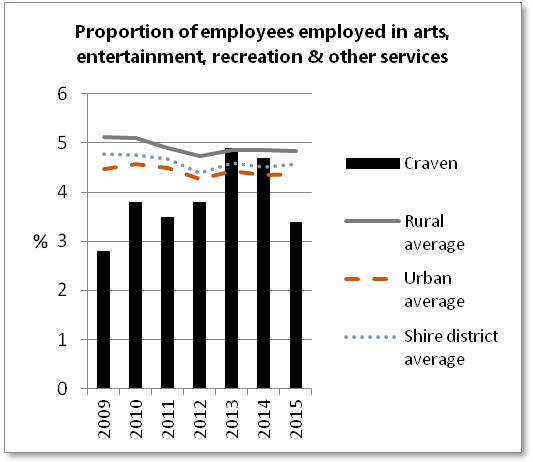 Proportion of employees employed in arts,
entertainment, recreation & other services
6
5
4
3
2
1
0
%
2009
2010
2011
2012
2013
2014
2015
Craven
Rural
average
Urban
average
Shire district
average